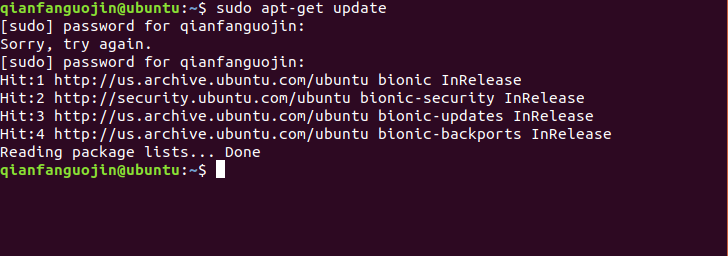 qianfanguojin@ubuntu:~$ sudo apt-get update
[sudo] password for qianfanguojin:
Sorry, try again.
[sudo] password for qianfanguojin:
Hit:1 http://us.archive.ubuntu.com/ubuntu bionic InRelease
Hit:2 http://security.ubuntu.com/ubuntu bionic-security InRelease
Hit:3 http://us.archive.ubuntu.com/ubuntu bionic-updates InRelease
Hit:4 http://us.archive.ubuntu.com/ubuntu bionic-backports InRelease
Reading package lists... Done
qianfanguojin@ubuntu:~$